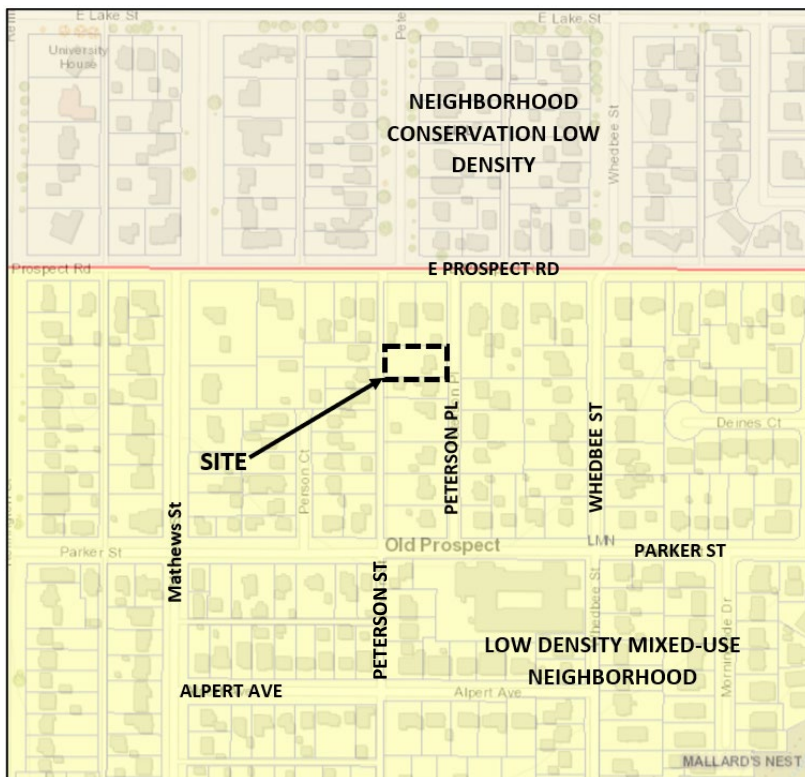 E Lake St
E Lake St
University
House
NEIGHBORHOOD
CONSERVATION LOW
DENSITY
Whedbee St
Prospect Rd
E PROSPECT RD
SITE
Person Ct
PETERSON PL
WHEDBEE ST
Deines Ct
Mathews St
Parker St
Old Prospect
LMN
PARKER ST
PETERSON ST
LOW DENSITY MIXED-USE
NEIGHBORHOOD
ALPERT AVE
Alpert Ave
MALLARD'S NEST